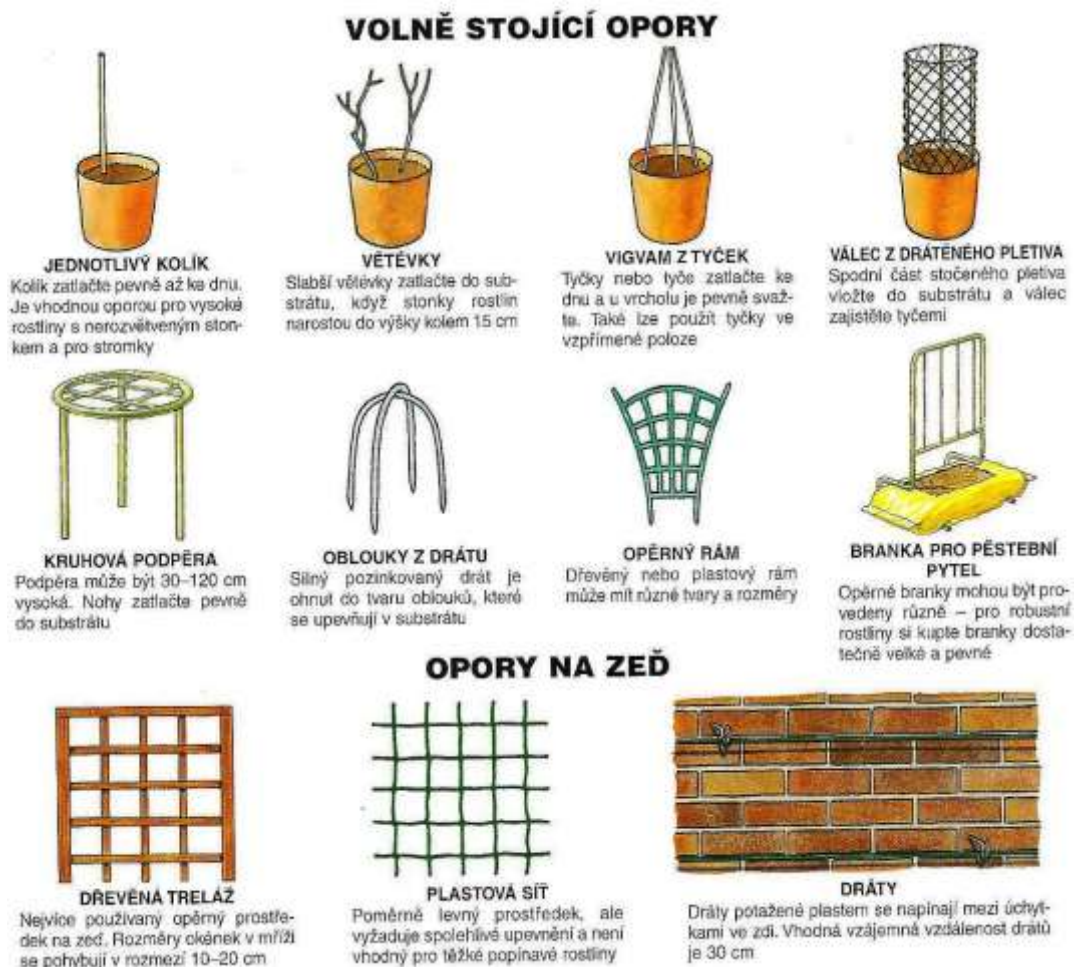 VOLNĚ STOJÍCÍ OPORY
JEDNOTLIVÝ KOLÍK
Kolík zatlačte pevně až ke dnu.
Je vhodnou oporou pro vysoké
rostliny s nerozvětveným ston-
kem a pro stromky
VĚTÉVKY
Slabší větévky zatlačte do sub-
strátu, když stonky rostlin
narostou do výšky kolem 15 cm
VIGVAM Z TYČEK
Tyčky nebo tyče zatlačte ke
dnu a u vrcholu je pevně svaž-
te. Také lze použít tyčky ve
vzpřímené poloze
VÁLEC Z DRÁTĚNÉHO PLETIVA
Spodní část stočeného pletiva
vložte do substrátu a válec
zajistěte tyčemi
KRUHOVÁ PODPĚRA
Podpěra může být 30–120 cm
vysoká. Nohy zatlačte pevně
do substrátu
OBLOUKY Z DRÁTU
Silný pozinkovaný drát je
ohnut do tvaru oblouků, které
se upevňují v substrátu
OPĚRNÝ RÁM
Dřevěný nebo plastový rám
může mít různé tvary a rozměry
BRANKA PRO PĚSTEBNÍ
PYTEL
Opěrné branky mohou být pro-
vedeny různě – pro robustní
rostliny si kupte branky dosta-
tečně velké a pevné
OPORY NA ZEĎ
DŘEVĚNÁ TRELÁŽ
Nejvíce používaný opěrný prostře-
dek na zeď. Rozměry okének v mříži
se pohybují v rozmezí 10–20 cm
PLASTOVÁ SÍŤ
Poměrně levný prostředek, ale
vyžaduje spolehlivé upevnění a není
vhodný pro těžké popínavé rostliny
DRÁTY
Dráty potažené plastem se napínají mezi úchyt-
kami ve zdi. Vhodná vzájemná vzdálenost drátů
je 30 cm